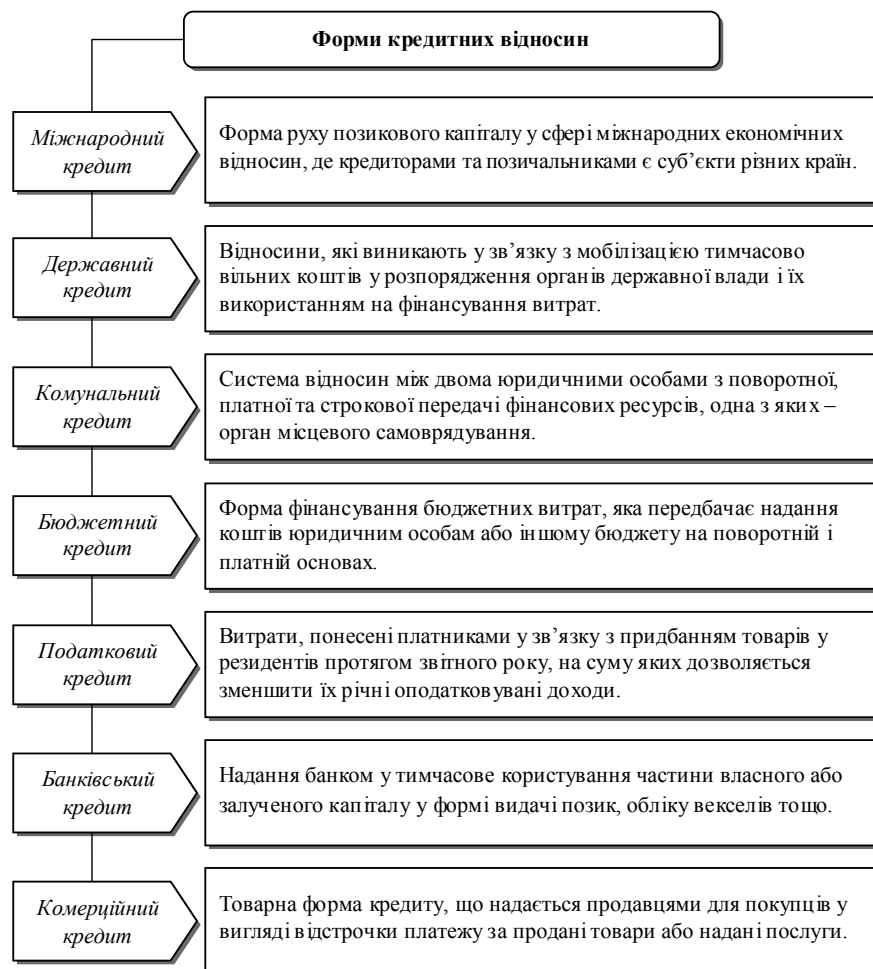 Форми кредитних відносин
Міжнародний
кредит
Форма руху позикового капіталу у сфері міжнародних економічних
відносин, де кредиторами та позичальниками є суб’єкти різних країн.
Державний
кредит
Відносини, які виникають у зв’язку з мобілізацією тимчасово
вільних коштів у розпорядження органів державної влади і їх
використанням на фінансування витрат.
Комунальний
кредит
Система відносин між двома юридичними особами з поворотної,
платної та строкової передачі фінансових ресурсів, одна з яких –
орган місцевого самоврядування.
Бюджетний
кредит
Форма фінансування бюджетних витрат, яка передбачає надання
коштів юридичним особам або іншому бюджету на поворотній і
платній основах.
Податковий
кредит
Витрати, понесені платниками у зв’язку з придбанням товарів у
резидентів протягом звітного року, на суму яких дозволяється
зменшити їх річні оподатковувані доходи.
Банківський
кредит
Надання банком у тимчасове користування частини власного або
залученого капіталу у формі видачі позик, обліку векселів тощо.
Комерційний
кредит
Товарна форма кредиту, що надається продавцями для покупців у
вигляді відстрочки платежу за продані товари або надані послуги.